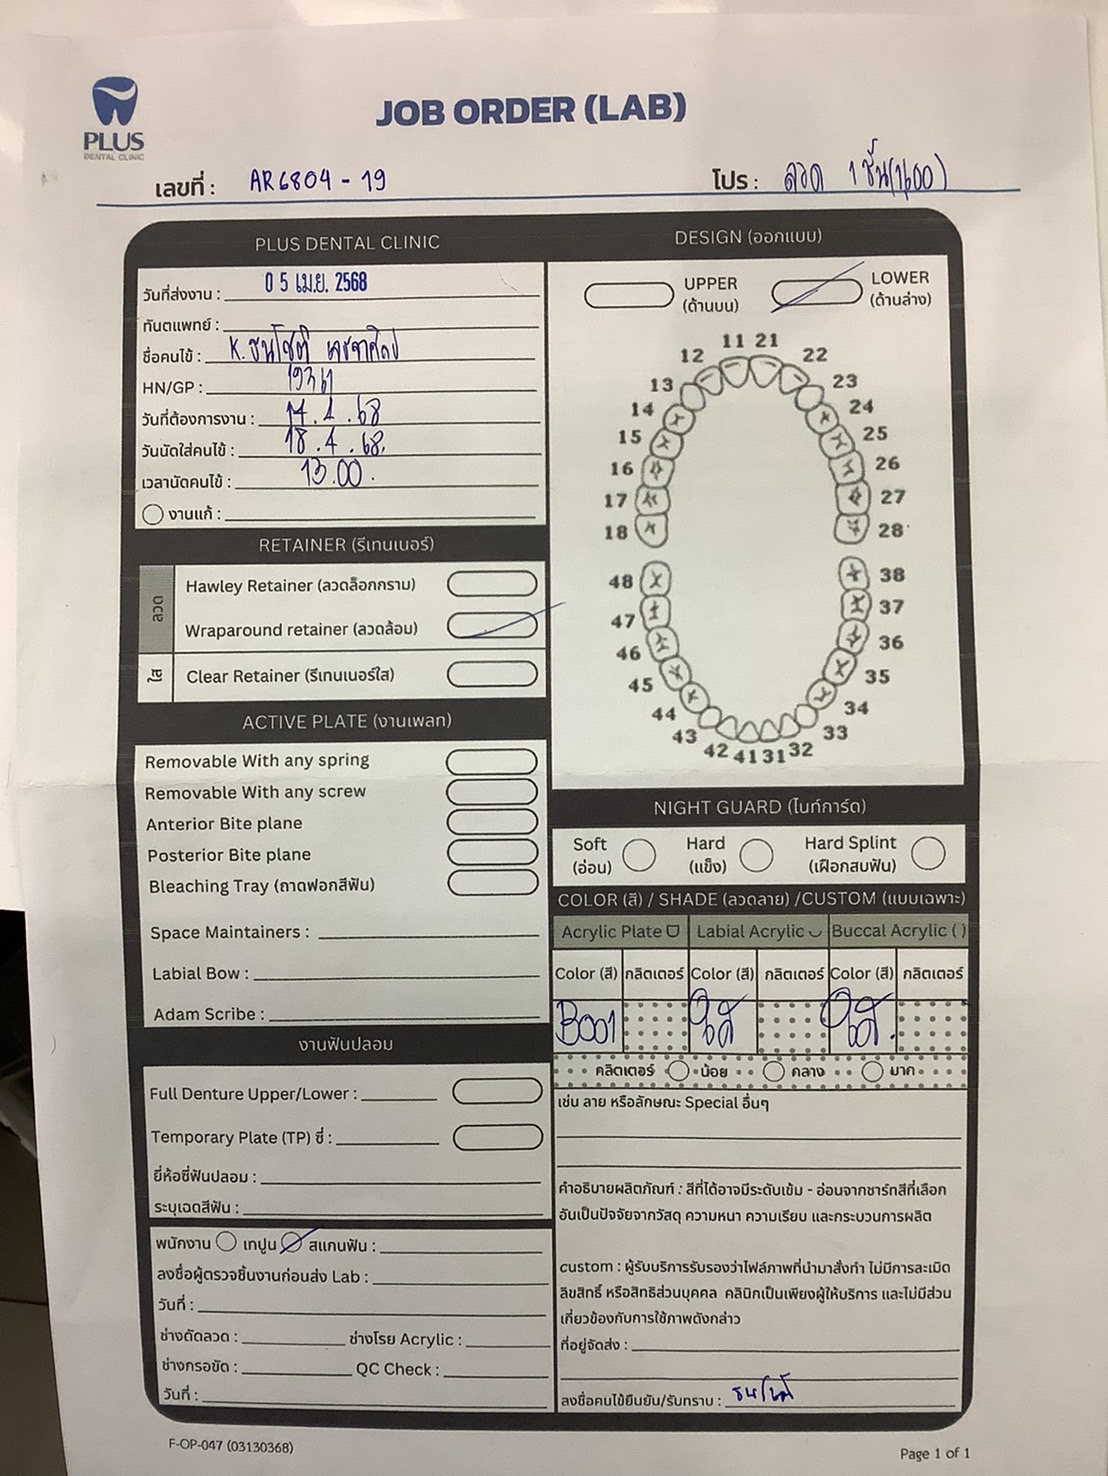 PLUS
DENTAL CLINIC
JOB ORDER (LAB)
เลขที่ : AR6804 - 19
โปร : ลวด 1 ชิ้น(1,600)
PLUS DENTAL CLINIC
วันที่ส่งงาน : 05 เม.ย. 2568
ทันตแพทย์ :
ชื่อคนไข้ : K. ธนโชติ
HN/GP : 19361
วันที่ต้องการงาน : 14.4.68
วันนัดใส่คนไข้ : 18.4.68.
เวลานัดคนไข้ : 13.00.
งานแก้ :
RETAINER (รีเทนเนอร์)
ลวด
Hawley Retainer (ลวดล็อกกราม)
Wraparound retainer (ลวดล้อม)
ใส
Clear Retainer (รีเทนเนอร์ใส)
ACTIVE PLATE (งานเพลท)
Removable With any spring
Removable With any screw
Anterior Bite plane
Posterior Bite plane
Bleaching Tray (ถาดฟอกสีฟัน)
Space Maintainers :
Labial Bow :
Adam Scribe :
งานฟันปลอม
Full Denture Upper/Lower :
Temporary Plate (TP) ซี่ :
ยี่ห้อซี่ฟันปลอม :
ระบุเฉดสีฟัน :
พนักงาน เทปูน สแกนฟัน :
ลงชื่อผู้ตรวจชิ้นงานก่อนส่ง Lab :
วันที่ :
ช่างดัดลวด : ช่างโรย Acrylic :
ช่างกรอขัด : QC Check :
วันที่ :
DESIGN (ออกแบบ)
UPPER (ด้านบน)
LOWER (ด้านล่าง)
11 21
12 22
13 23
14 24
15 25
16 26
17 27
18 28
48 38
47 37
46 36
45 35
44 34
43 33
42 41 31 32
NIGHT GUARD (ไนท์การ์ด)
Soft (อ่อน) Hard (แข็ง) Hard Splint (เฝือกสบฟัน)
COLOR (สี) / SHADE (ลวดลาย) /CUSTOM (แบบเฉพาะ)
Acrylic Plate Labial Acrylic Buccal Acrylic ( )
Color (สี) กลิตเตอร์ Color (สี) กลิตเตอร์ Color (สี) กลิตเตอร์
B001 ใส ใส.
กลิตเตอร์ น้อย กลาง มาก
เช่น ลาย หรือลักษณะ Special อื่นๆ
คำอธิบายผลิตภัณฑ์ : สีที่ได้อาจมีระดับเข้ม - อ่อนจากชาร์ทสีที่เลือก
อันเป็นปัจจัยจากวัสดุ ความหนา ความเรียบ และกระบวนการผลิต
custom : ผู้รับบริการรับรองว่าไฟล์ภาพที่นำมาสั่งทำ ไม่มีการละเมิด
ลิขสิทธิ์ หรือสิทธิส่วนบุคคล คลินิกเป็นเพียงผู้ให้บริการ และไม่มีส่วน
เกี่ยวข้องกับการใช้ภาพดังกล่าว
ที่อยู่จัดส่ง :
ลงชื่อคนไข้ยืนยัน/รับทราบ :
F-OP-047 (03130368)
Page 1 of 1